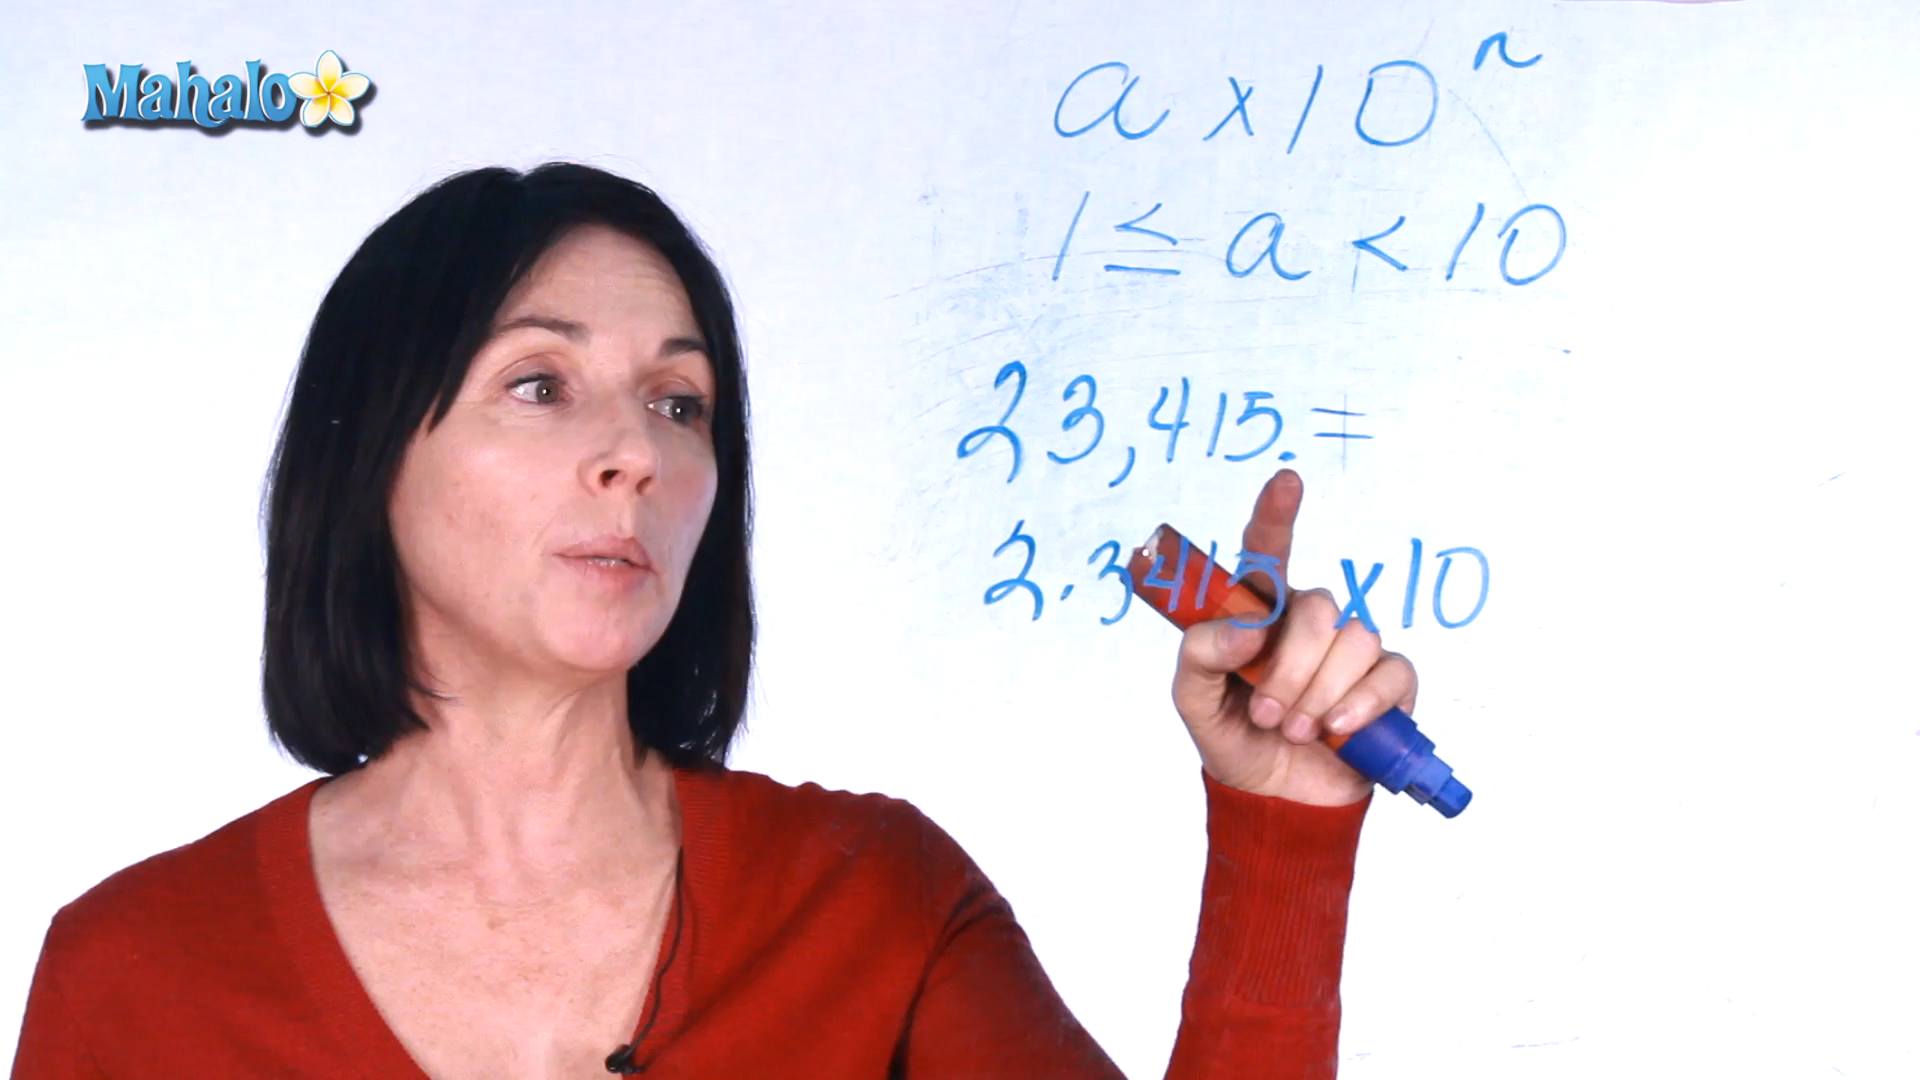 Mahalo
a x 10ⁿ
1 ≤ a < 10
23,415. =
2.3415 x 10